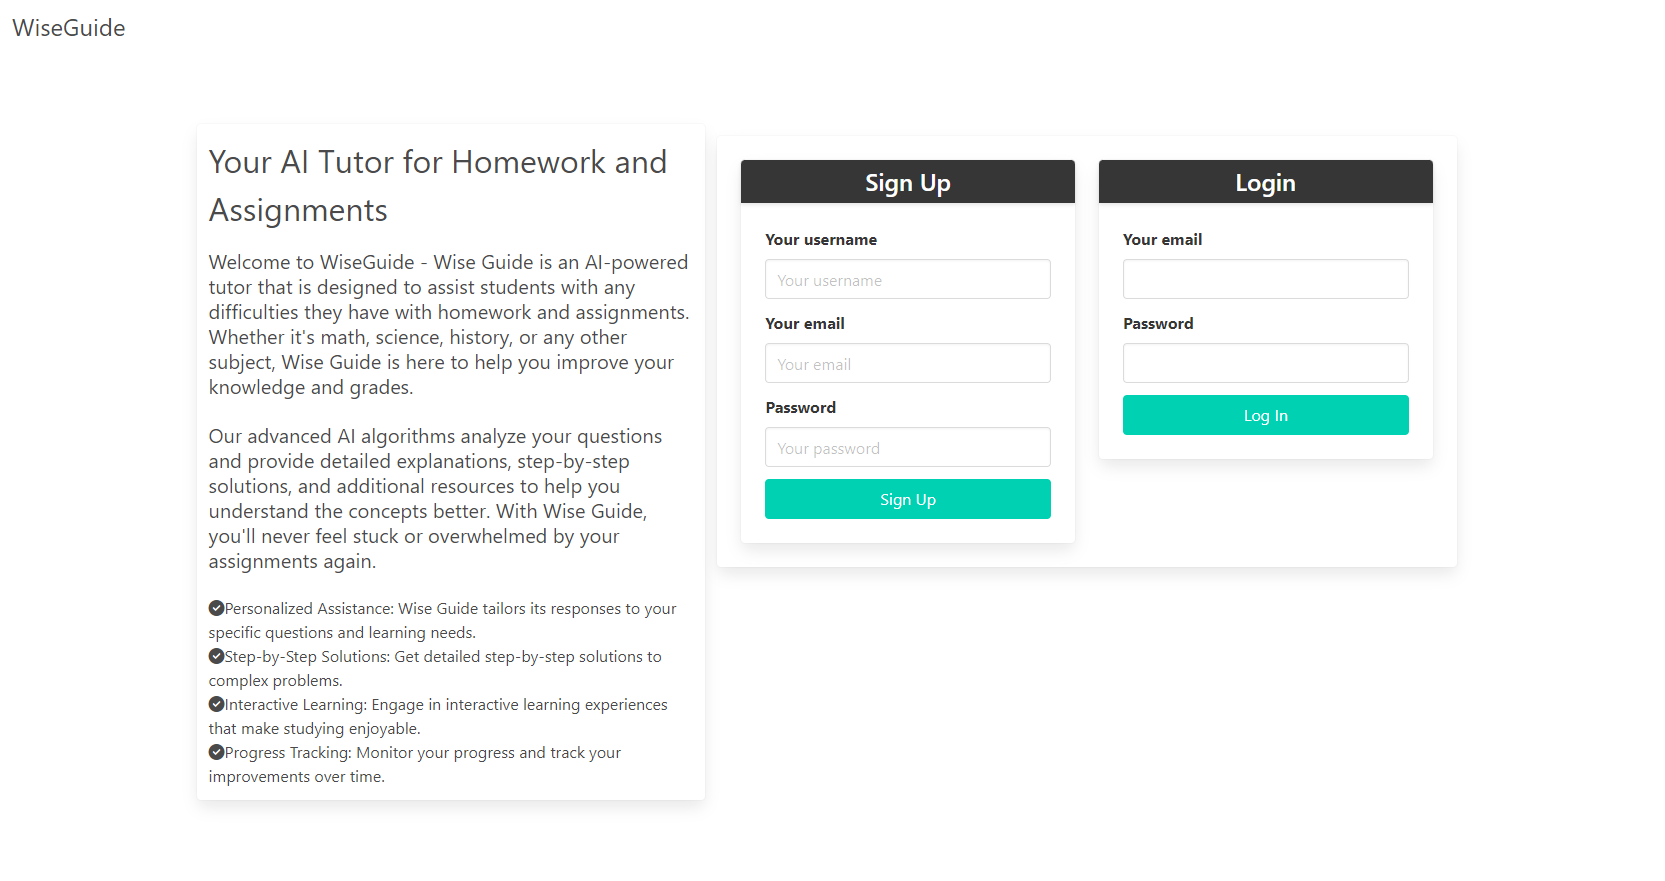 WiseGuide
Your AI Tutor for Homework and
Assignments
Welcome to WiseGuide - Wise Guide is an AI-powered
tutor that is designed to assist students with any
difficulties they have with homework and assignments.
Whether it's math, science, history, or any other
subject, Wise Guide is here to help you improve your
knowledge and grades.
Our advanced AI algorithms analyze your questions
and provide detailed explanations, step-by-step
solutions, and additional resources to help you
understand the concepts better. With Wise Guide,
you'll never feel stuck or overwhelmed by your
assignments again.
Personalized Assistance: Wise Guide tailors its responses to your
specific questions and learning needs.
Step-by-Step Solutions: Get detailed step-by-step solutions to
complex problems.
Interactive Learning: Engage in interactive learning experiences
that make studying enjoyable.
Progress Tracking: Monitor your progress and track your
improvements over time.
Sign Up
Your username
Your username
Your email
Your email
Password
Your password
Sign Up
Login
Your email
Password
Log In